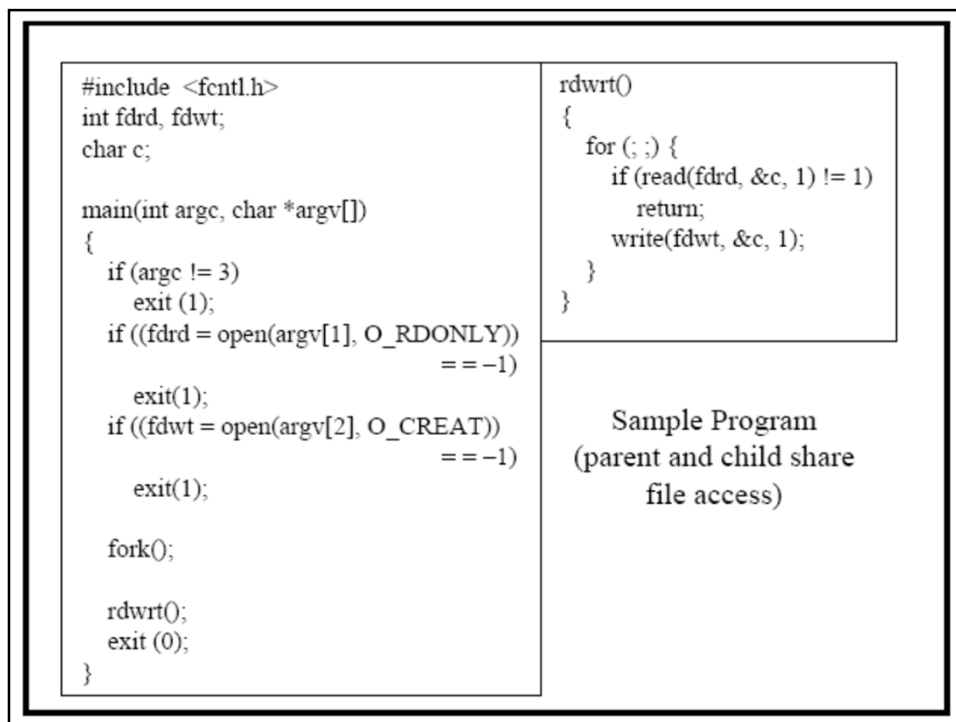 #include <fcntl.h>
int fdrd, fdwt;
char c;
main(int argc, char *argv[])
{
if (argc != 3)
exit (1);
if ((fdrd = open(argv[1], O_RDONLY))
= = –1)
exit(1);
if ((fdwt = open(argv[2], O_CREAT))
= = –1)
exit(1);
fork();
rdwrt();
exit (0);
}
rdwrt()
{
for (; ;) {
if (read(fdrd, &c, 1) != 1)
return;
write(fdwt, &c, 1);
}
}
Sample Program
(parent and child share
file access)